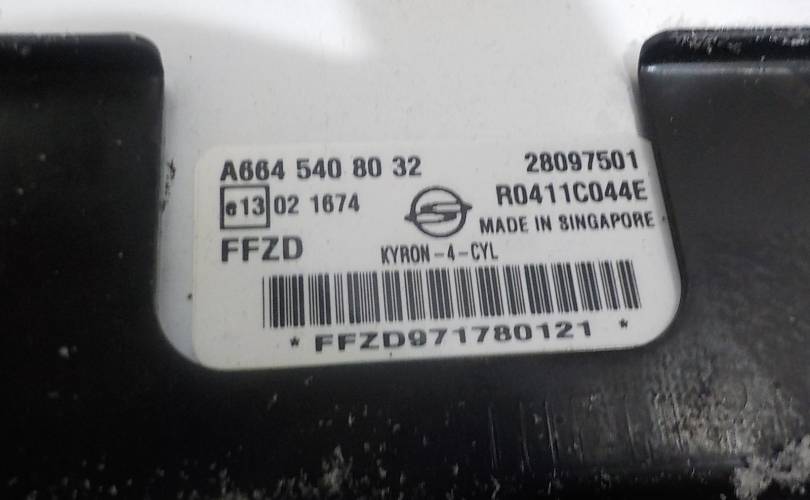 A664 540 80 32 28097501
e13 02 1674 R0411C044E
MADE IN SINGAPORE
FFZD KYRON-4-CYL
* FFZD971780121 *